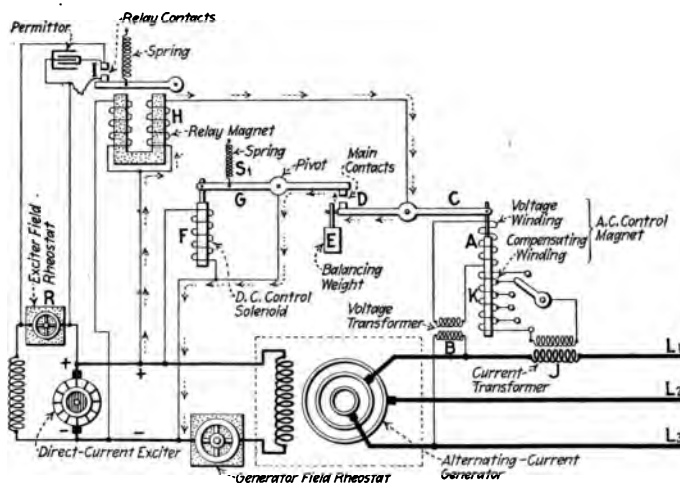 Relay Contacts
Permittor
Spring
H
Relay Magnet
Spring
S1
Pivot
Main
Contacts
D
G
C
F
E
Balancing
Weight
D.C. Control
Solenoid
Voltage
Winding
A
Compensating
Winding
K
A.C. Control
Magnet
Voltage
Transformer
B
Exciter Field
Rheostat
R
+
+
-
-
Direct-Current Exciter
Generator Field Rheostat
Current-
Transformer
J
L1
L2
L3
Alternating-Current
Generator